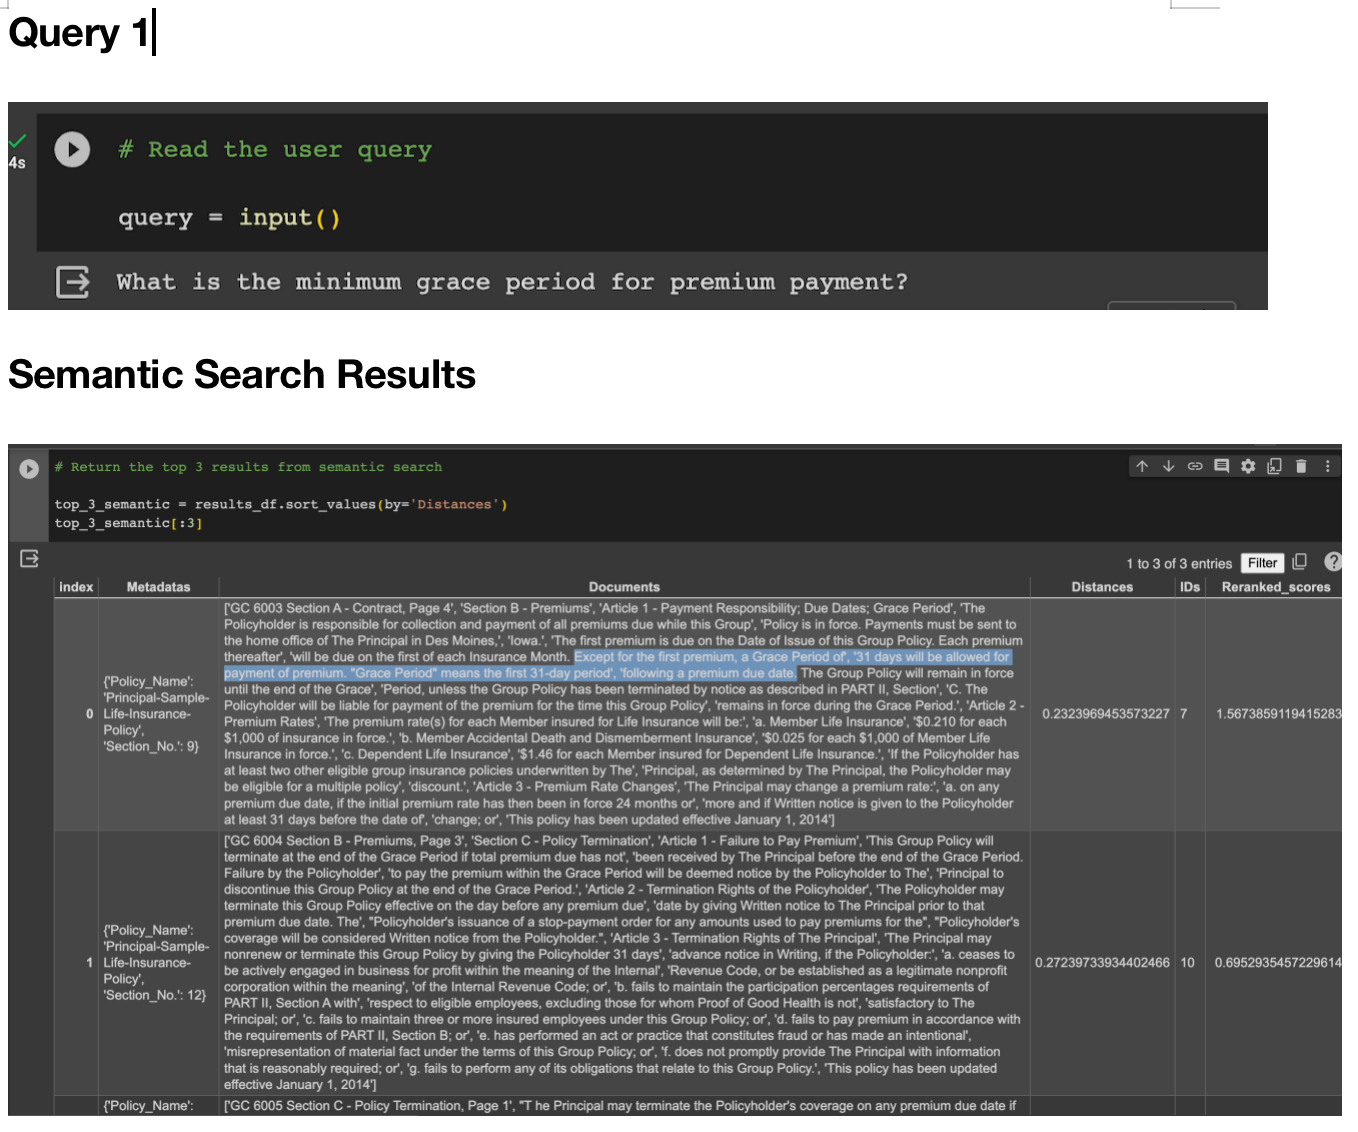 Query 1
4s
# Read the user query
query = input()
What is the minimum grace period for premium payment?
Semantic Search Results
# Return the top 3 results from semantic search
top_3_semantic = results_df.sort_values(by='Distances')
top_3_semantic[:3]
1 to 3 of 3 entries Filter
index Metadatas Documents Distances IDs Reranked_scores
['GC 6003 Section A - Contract, Page 4', 'Section B - Premiums', 'Article 1 - Payment Responsibility; Due Dates; Grace Period', 'The
Policyholder is responsible for collection and payment of all premiums due while this Group', 'Policy is in force. Payments must be sent to
the home office of The Principal in Des Moines,', 'Iowa.', 'The first premium is due on the Date of Issue of this Group Policy. Each premium
thereafter', 'will be due on the first of each Insurance Month. Except for the first premium, a Grace Period of', '31 days will be allowed for
payment of premium. "Grace Period" means the first 31-day period', 'following a premium due date. The Group Policy will remain in force
until the end of the Grace', 'Period, unless the Group Policy has been terminated by notice as described in PART II, Section', 'C. The
Policyholder will be liable for payment of the premium for the time this Group Policy', 'remains in force during the Grace Period.', 'Article 2 -
Premium Rates', 'The premium rate(s) for each Member insured for Life Insurance will be:', 'a. Member Life Insurance', '$0.210 for each
$1,000 of insurance in force.', 'b. Member Accidental Death and Dismemberment Insurance', '$0.025 for each $1,000 of Member Life
Insurance in force.', 'c. Dependent Life Insurance', '$1.46 for each Member insured for Dependent Life Insurance.', 'If the Policyholder has
at least two other eligible group insurance policies underwritten by The', 'Principal, as determined by The Principal, the Policyholder may
be eligible for a multiple policy', 'discount.', 'Article 3 - Premium Rate Changes', 'The Principal may change a premium rate:', 'a. on any
premium due date, if the initial premium rate has then been in force 24 months or', 'more and if Written notice is given to the Policyholder
at least 31 days before the date of', 'change; or', 'This policy has been updated effective January 1, 2014']
{'Policy_Name':
'Principal-Sample-
0 Life-Insurance-
Policy',
'Section_No.': 9}
0.2323969453573227 7 1.5673859119415283
['GC 6004 Section B - Premiums, Page 3', 'Section C - Policy Termination', 'Article 1 - Failure to Pay Premium', 'This Group Policy will
terminate at the end of the Grace Period if total premium due has not', 'been received by The Principal before the end of the Grace Period.
Failure by the Policyholder', 'to pay the premium within the Grace Period will be deemed notice by the Policyholder to The', 'Principal to
discontinue this Group Policy at the end of the Grace Period.', 'Article 2 - Termination Rights of the Policyholder', 'The Policyholder may
terminate this Group Policy effective on the day before any premium due', 'date by giving Written notice to The Principal prior to that
premium due date. The', "Policyholder's issuance of a stop-payment order for any amounts used to pay premiums for the", "Policyholder's
coverage will be considered Written notice from the Policyholder.", 'Article 3 - Termination Rights of The Principal', 'The Principal may
nonrenew or terminate this Group Policy by giving the Policyholder 31 days', 'advance notice in Writing, if the Policyholder:', 'a. ceases to
be actively engaged in business for profit within the meaning of the Internal', 'Revenue Code, or be established as a legitimate nonprofit
corporation within the meaning', 'of the Internal Revenue Code; or', 'b. fails to maintain the participation percentages requirements of
PART II, Section A with', 'respect to eligible employees, excluding those for whom Proof of Good Health is not', 'satisfactory to The
Principal; or', 'c. fails to maintain three or more insured employees under this Group Policy; or', 'd. fails to pay premium in accordance with
the requirements of PART II, Section B; or', 'e. has performed an act or practice that constitutes fraud or has made an intentional',
'misrepresentation of material fact under the terms of this Group Policy; or', 'f. does not promptly provide The Principal with information
that is reasonably required; or', 'g. fails to perform any of its obligations that relate to this Group Policy.', 'This policy has been updated
effective January 1, 2014']
{'Policy_Name':
'Principal-Sample-
1 Life-Insurance-
Policy',
'Section_No.': 12}
0.27239733934402466 10 0.6952935457229614
{'Policy_Name': ['GC 6005 Section C - Policy Termination, Page 1', "T he Principal may terminate the Policyholder's coverage on any premium due date if